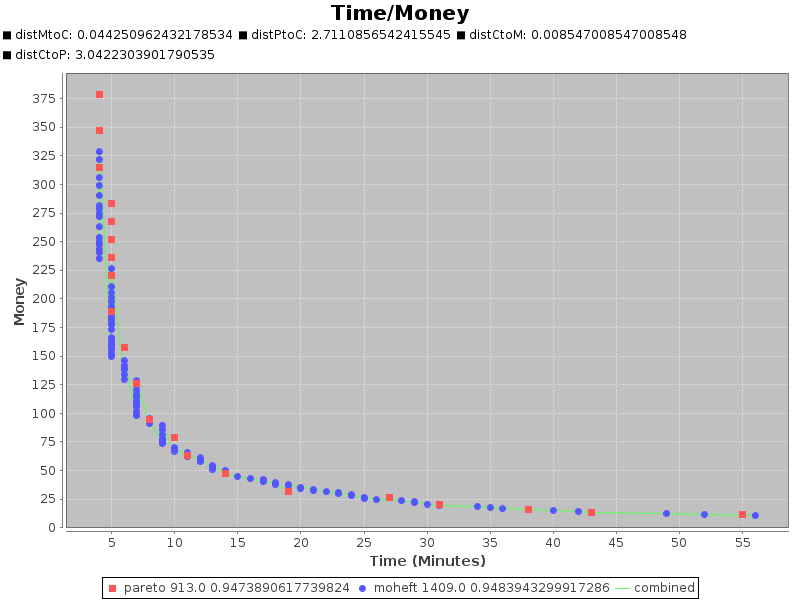 Time/Money
distMtoC: 0.044250962432178534 distPtoC: 2.7110856542415545 distCtoM: 0.008547008547008548
distCtoP: 3.0422303901790535
Money
375
350
325
300
275
250
225
200
175
150
125
100
75
50
25
0
5 10 15 20 25 30 35 40 45 50 55
Time (Minutes)
pareto 913.0 0.9473890617739824 moheft 1409.0 0.9483943299917286 combined